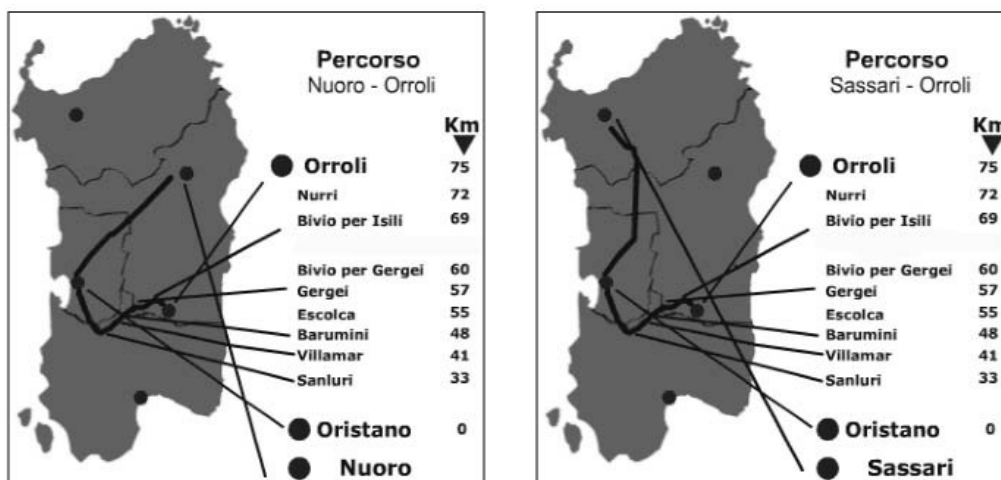 Percorso
Nuoro - Orroli
Km
Orroli 75
Nurri 72
Bivio per Isili 69
Bivio per Gergei 60
Gergei 57
Escolca 55
Barumini 48
Villamar 41
Sanluri 33
Oristano 0
Nuoro
Percorso
Sassari - Orroli
Km
Orroli 75
Nurri 72
Bivio per Isili 69
Bivio per Gergei 60
Gergei 57
Escolca 55
Barumini 48
Villamar 41
Sanluri 33
Oristano 0
Sassari